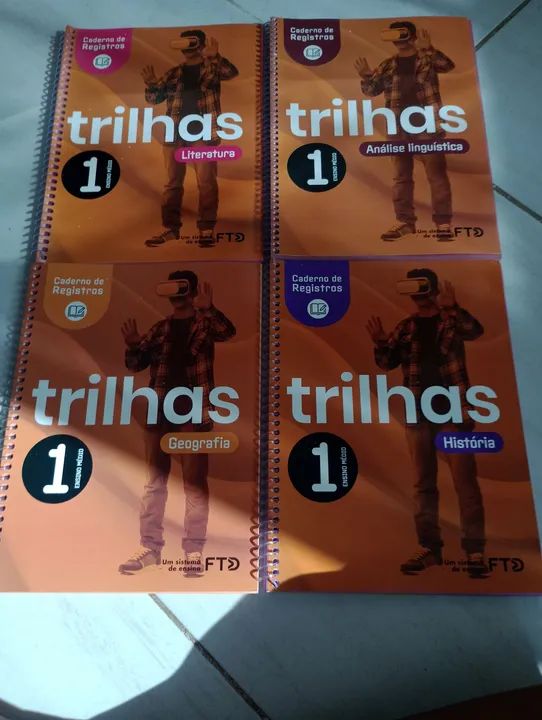 Caderno de
Registros
trilhas
Literatura
1
ENSINO MÉDIO
Um sistema
de ensino
FTD
Caderno de
Registros
trilhas
Análise linguística
1
ENSINO MÉDIO
Um sistema
de ensino
FTD
Caderno de
Registros
trilhas
Geografia
1
ENSINO MÉDIO
Um sistema
de ensino
FTD
Caderno de
Registros
trilhas
História
1
ENSINO MÉDIO
Um sistema
de ensino
FTD